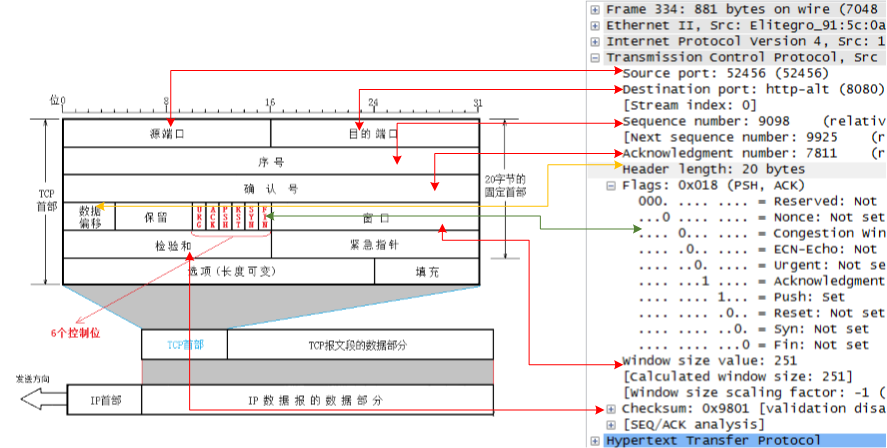 位0
8
16
24
31
TCP
首部
源端口
目的端口
序号
确认号
数据
偏移
保留
URG
ACK
PSH
RST
SYN
FIN
窗口
检验和
紧急指针
选项(长度可变)
填充
20字节的
固定首部
6个控制位
TCP首部
TCP报文段的数据部分
发送方向
IP首部
IP数据报的数据部分
Frame 334: 881 bytes on wire (7048
Ethernet II, Src: Elitegro_91:5c:0a
Internet Protocol Version 4, Src: 1
Transmission Control Protocol, Src
Source port: 52456 (52456)
Destination port: http-alt (8080)
[Stream index: 0]
Sequence number: 9098 (relativ
[Next sequence number: 9925 (r
Acknowledgment number: 7811 (r
Header length: 20 bytes
Flags: 0x018 (PSH, ACK)
000. .... .... = Reserved: Not
...0 .... .... = Nonce: Not set
.... 0... .... = Congestion Win
.... .0.. .... = ECN-Echo: Not
.... ..0. .... = Urgent: Not se
.... ...1 .... = Acknowledgment
.... .... 1... = Push: Set
.... .... .0.. = Reset: Not set
.... .... ..0. = Syn: Not set
.... .... ...0 = Fin: Not set
Window size value: 251
[Calculated window size: 251]
[Window size scaling factor: -1 (
Checksum: 0x9801 [validation disa
[SEQ/ACK analysis]
Hypertext Transfer Protocol